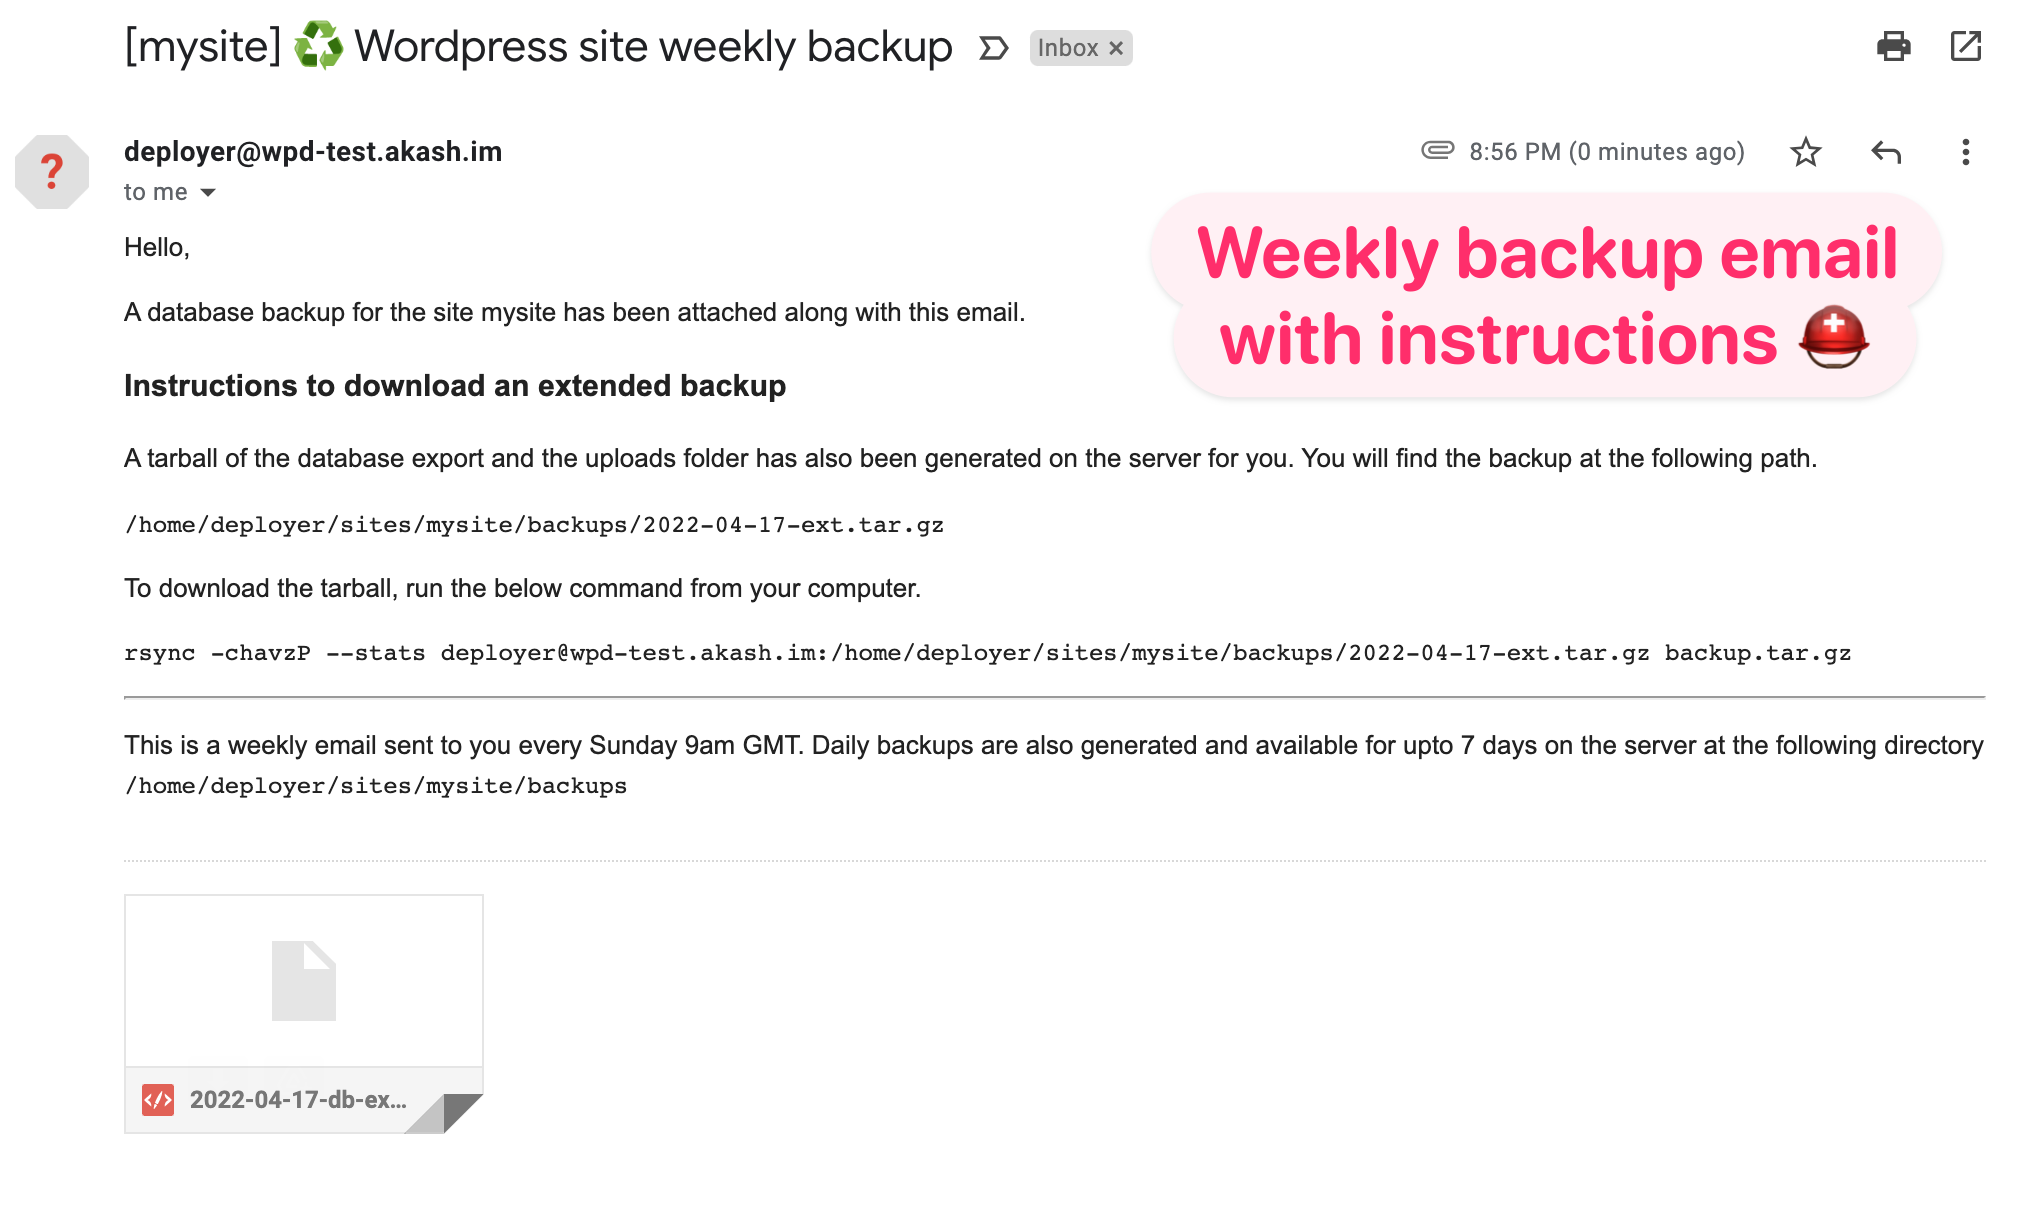 [mysite] ♻️ Wordpress site weekly backup Inbox ×
?
deployer@wpd-test.akash.im 8:56 PM (0 minutes ago)
to me
Hello,
Weekly backup email
with instructions ⛑️
A database backup for the site mysite has been attached along with this email.
Instructions to download an extended backup
A tarball of the database export and the uploads folder has also been generated on the server for you. You will find the backup at the following path.
/home/deployer/sites/mysite/backups/2022-04-17-ext.tar.gz
To download the tarball, run the below command from your computer.
rsync -chavzP --stats deployer@wpd-test.akash.im:/home/deployer/sites/mysite/backups/2022-04-17-ext.tar.gz backup.tar.gz
This is a weekly email sent to you every Sunday 9am GMT. Daily backups are also generated and available for upto 7 days on the server at the following directory
/home/deployer/sites/mysite/backups
2022-04-17-db-ex...